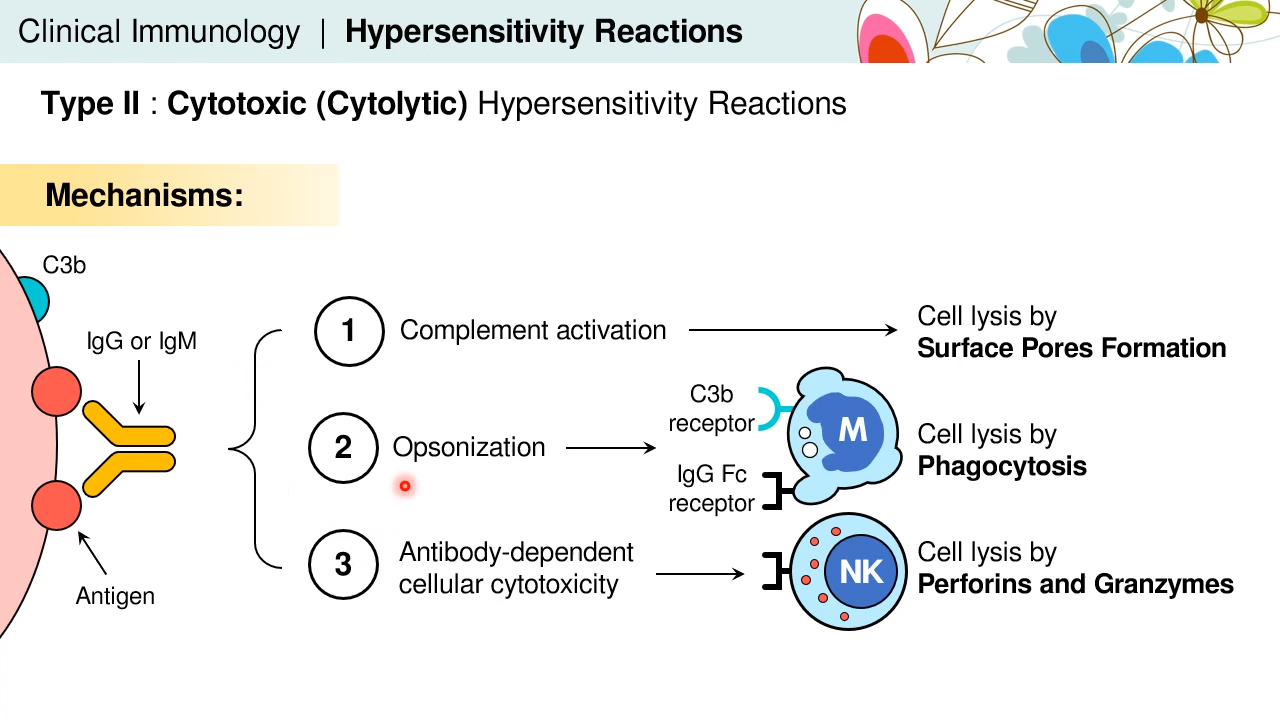 Clinical Immunology | Hypersensitivity Reactions
Type II : Cytotoxic (Cytolytic) Hypersensitivity Reactions
Mechanisms:
C3b
IgG or IgM
Antigen
1
Complement activation
Cell lysis by
Surface Pores Formation
2
Opsonization
C3b
receptor
IgG Fc
receptor
M
Cell lysis by
Phagocytosis
3
Antibody-dependent
cellular cytotoxicity
NK
Cell lysis by
Perforins and Granzymes